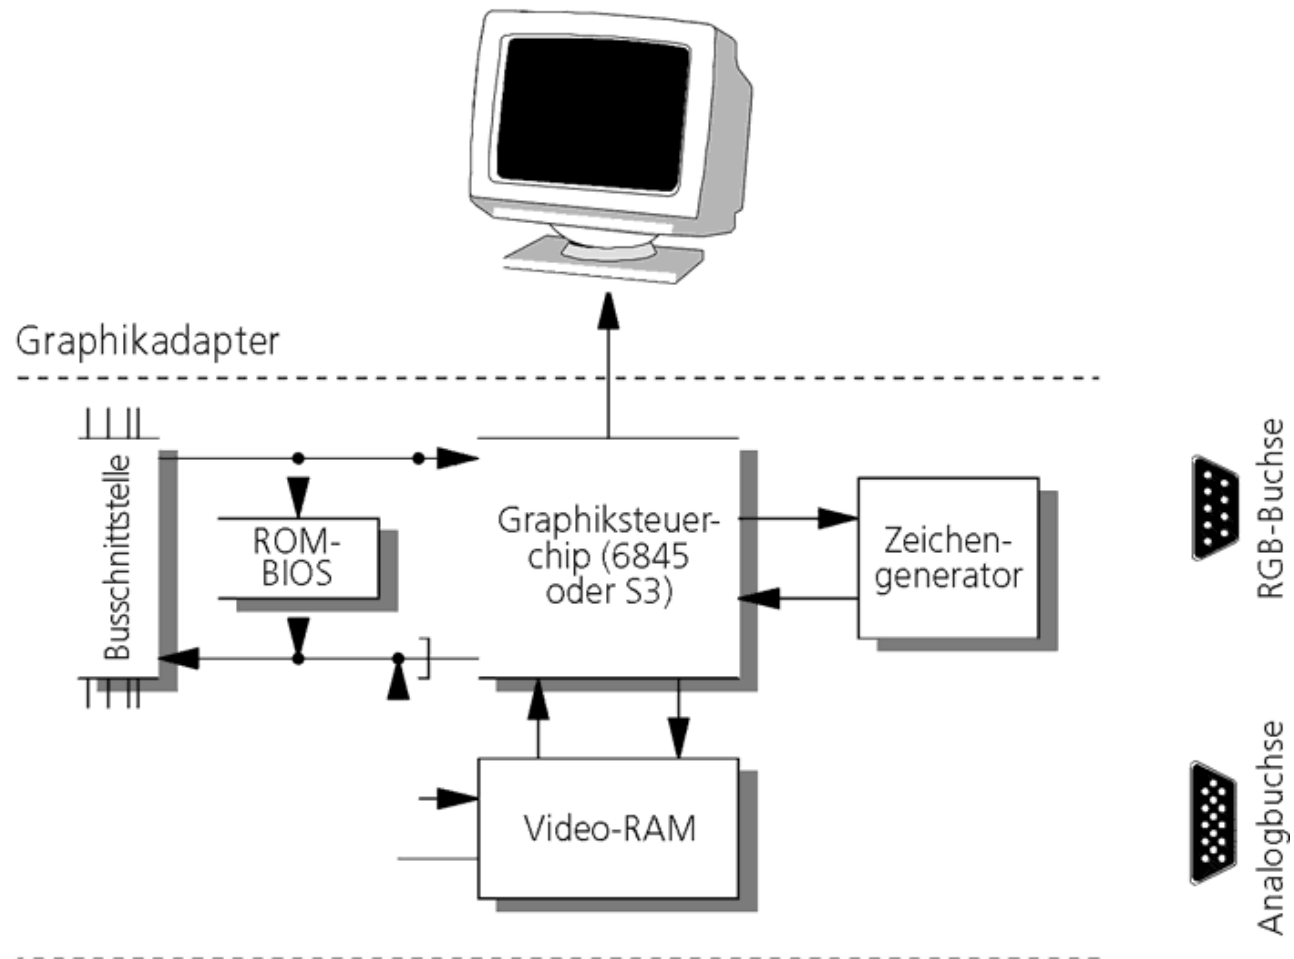 Graphikadapter
Busschnittstelle
ROM-
BIOS
Graphiksteuer-
chip (6845
oder S3)
Zeichen-
generator
Video-RAM
RGB-Buchse
Analogbuchse